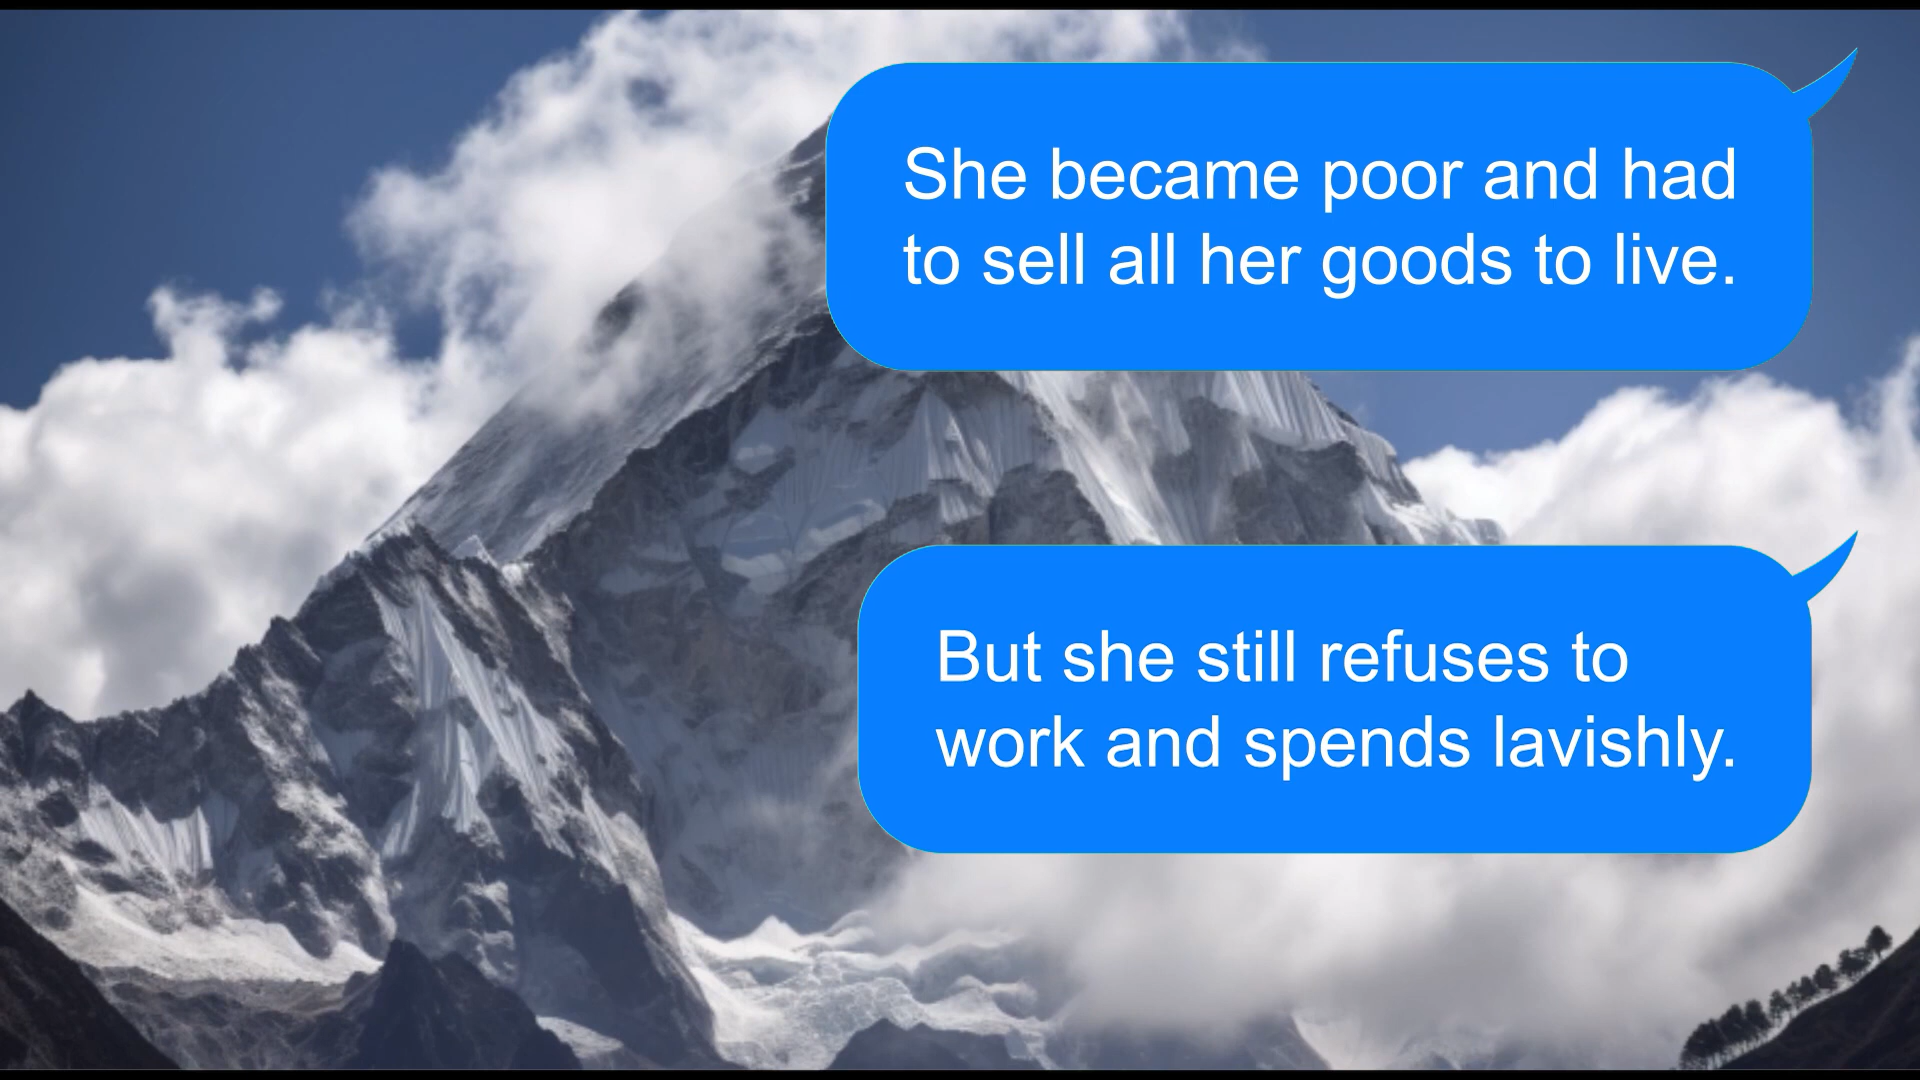 She became poor and had
to sell all her goods to live.
But she still refuses to
work and spends lavishly.